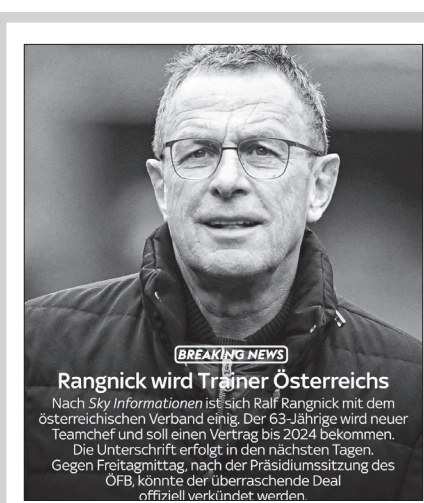 BREAKING NEWS
Rangnick wird Trainer Österreichs
Nach Sky Informationen ist sich Ralf Rangnick mit dem
österreichischen Verband einig. Der 63-Jährige wird neuer
Teamchef und soll einen Vertrag bis 2024 bekommen.
Die Unterschrift erfolgt in den nächsten Tagen.
Gegen Freitagmittag, nach der Präsidiumssitzung des
ÖFB, könnte der überraschende Deal
offiziell verkündet werden.